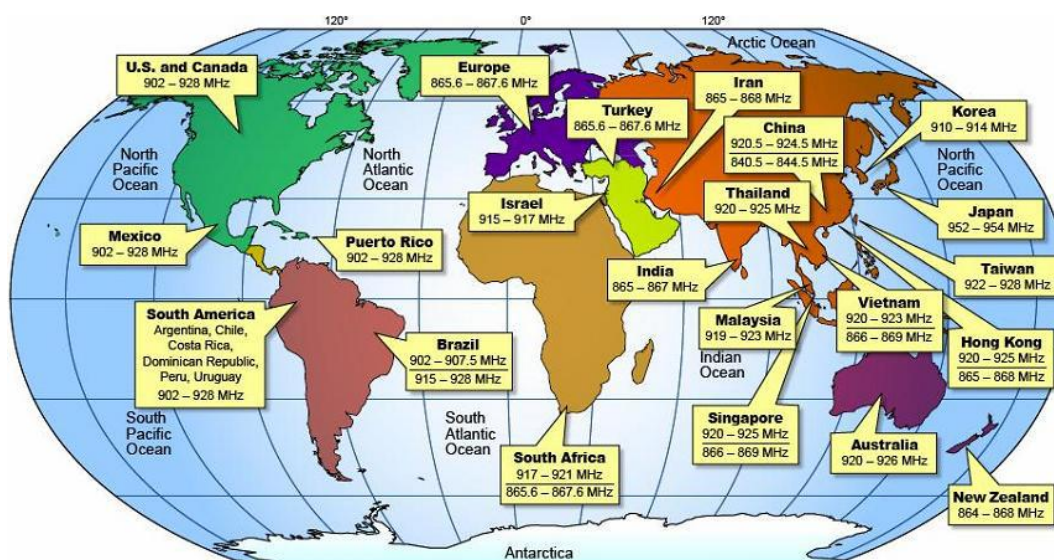 120°
0°
120°
Arctic Ocean
U.S. and Canada
902 – 928 MHz
Europe
865.6 – 867.6 MHz
Iran
865 – 868 MHz
Turkey
865.6 – 867.6 MHz
China
920.5 – 924.5 MHz
840.5 – 844.5 MHz
Korea
910 – 914 MHz
North
Pacific
Ocean
North
Atlantic
Ocean
North
Pacific
Ocean
Israel
915 – 917 MHz
Thailand
920 – 925 MHz
Japan
952 – 954 MHz
Mexico
902 – 928 MHz
Puerto Rico
902 – 928 MHz
India
865 – 867 MHz
Taiwan
922 – 928 MHz
South America
Argentina, Chile,
Costa Rica,
Dominican Republic,
Peru, Uruguay
902 – 928 MHz
Brazil
902 – 907.5 MHz
915 – 928 MHz
Malaysia
919 – 923 MHz
Vietnam
920 – 923 MHz
866 – 869 MHz
Indian
Ocean
Hong Kong
920 – 925 MHz
865 – 868 MHz
South
Pacific
Ocean
South
Atlantic
Ocean
Singapore
920 – 925 MHz
866 – 869 MHz
South Africa
917 – 921 MHz
865.6 – 867.6 MHz
Australia
920 – 926 MHz
New Zealand
864 – 868 MHz
Antarctica